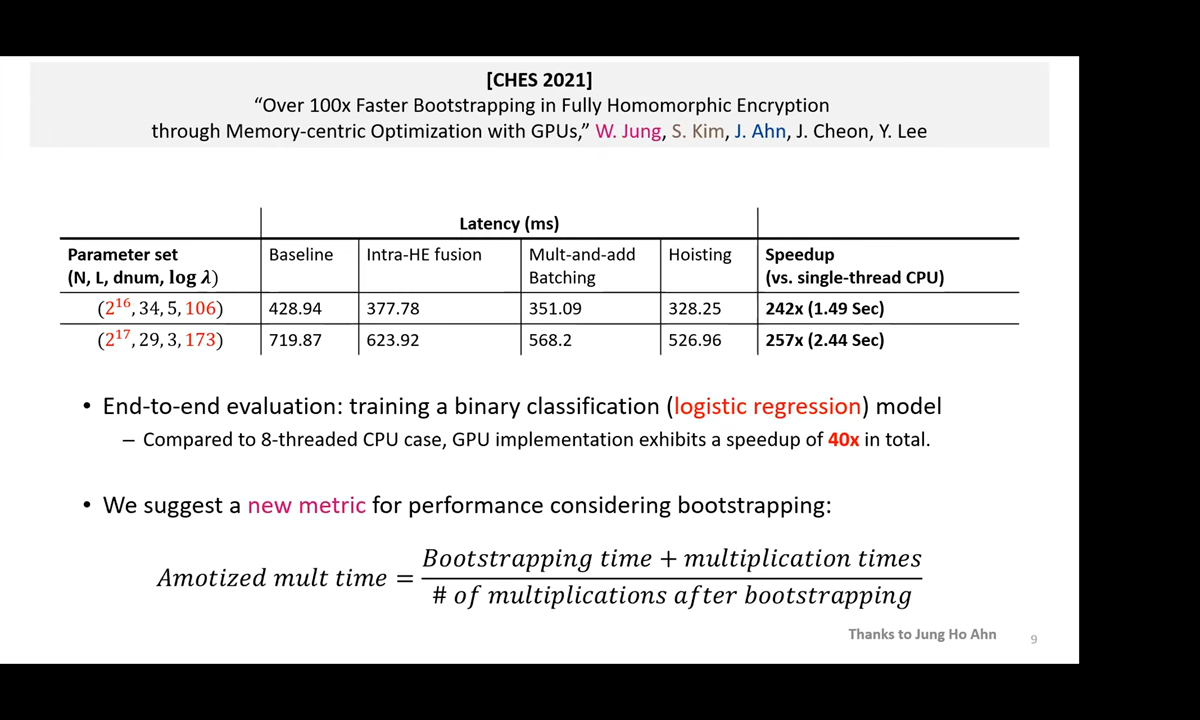 [CHES 2021]
“Over 100x Faster Bootstrapping in Fully Homomorphic Encryption
through Memory-centric Optimization with GPUs,” W. Jung, S. Kim, J. Ahn, J. Cheon, Y. Lee
Latency (ms)
Parameter set (N, L, dnum, log λ) Baseline Intra-HE fusion Mult-and-add Batching Hoisting Speedup (vs. single-thread CPU)
(2¹⁶, 34, 5, 106) 428.94 377.78 351.09 328.25 242x (1.49 Sec)
(2¹⁷, 29, 3, 173) 719.87 623.92 568.2 526.96 257x (2.44 Sec)
• End-to-end evaluation: training a binary classification (logistic regression) model
– Compared to 8-threaded CPU case, GPU implementation exhibits a speedup of 40x in total.
• We suggest a new metric for performance considering bootstrapping:
Bootstrapping time + multiplication times
Amotized mult time =
# of multiplications after bootstrapping
Thanks to Jung Ho Ahn 9